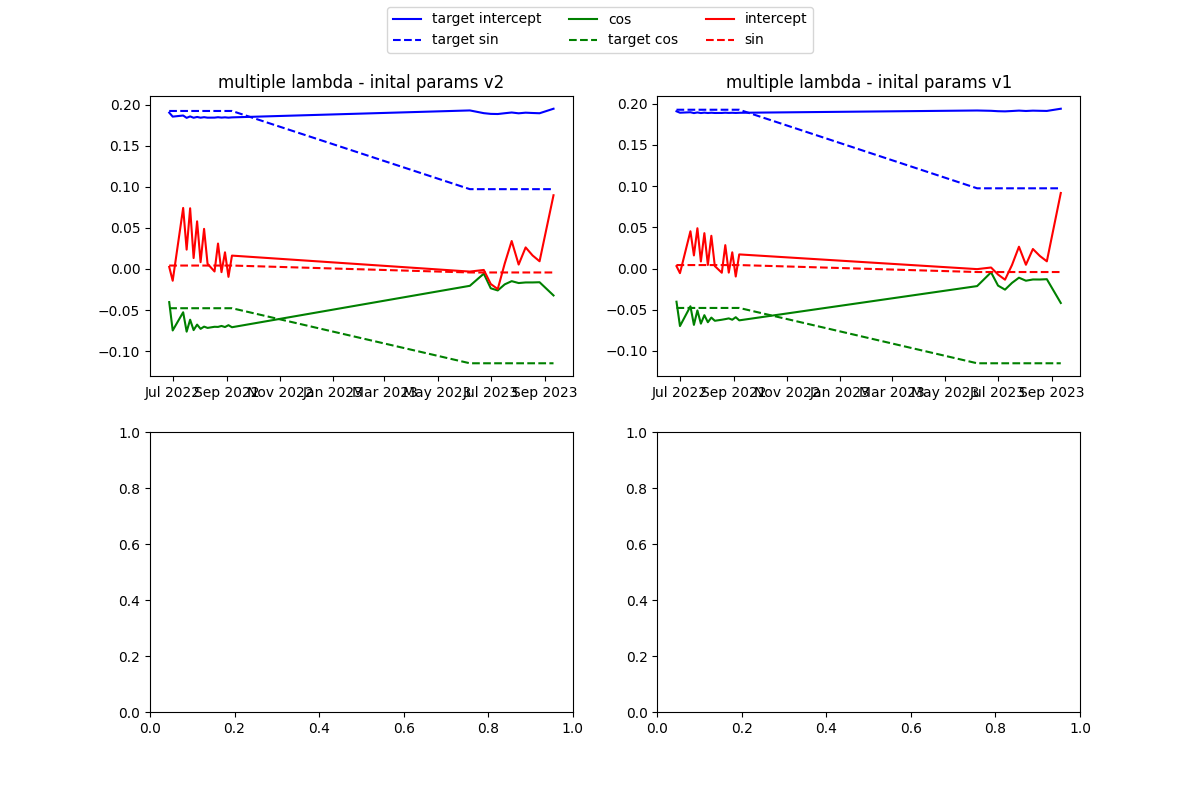 target intercept cos intercept
target sin target cos sin
multiple lambda - inital params v2 multiple lambda - inital params v1
0.20 0.20
0.15 0.15
0.10 0.10
0.05 0.05
0.00 0.00
−0.05 −0.05
−0.10 −0.10
Jul 2022 Sep 2022 Nov 2022 Jan 2023 Mar 2023 May 2023 Jul 2023 Sep 2023 Jul 2022 Sep 2022 Nov 2022 Jan 2023 Mar 2023 May 2023 Jul 2023 Sep 2023
1.0 1.0
0.8 0.8
0.6 0.6
0.4 0.4
0.2 0.2
0.0 0.0
0.0 0.2 0.4 0.6 0.8 1.0 0.0 0.2 0.4 0.6 0.8 1.0